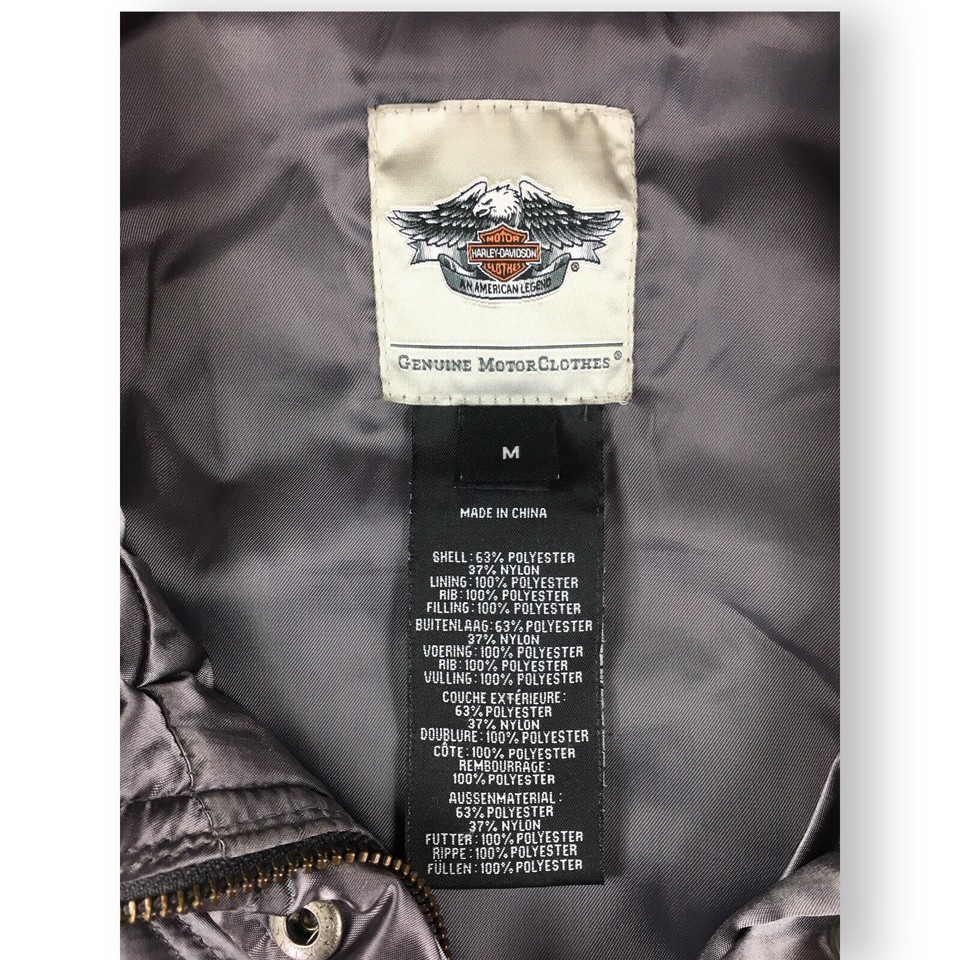 MOTOR
HARLEY-DAVIDSON
CLOTHES
®
AN AMERICAN LEGEND
GENUINE MOTORCLOTHES®
M
MADE IN CHINA
SHELL: 63% POLYESTER
37% NYLON
LINING: 100% POLYESTER
RIB: 100% POLYESTER
FILLING: 100% POLYESTER
BUITENLAAG: 63% POLYESTER
37% NYLON
VOERING: 100% POLYESTER
RIB: 100% POLYESTER
VULLING: 100% POLYESTER
COUCHE EXTÉRIEURE:
63% POLYESTER
37% NYLON
DOUBLURE: 100% POLYESTER
CÔTE: 100% POLYESTER
REMBOURRAGE:
100% POLYESTER
AUSSENMATERIAL:
63% POLYESTER
37% NYLON
FUTTER: 100% POLYESTER
RIPPE: 100% POLYESTER
FÜLLEN: 100% POLYESTER